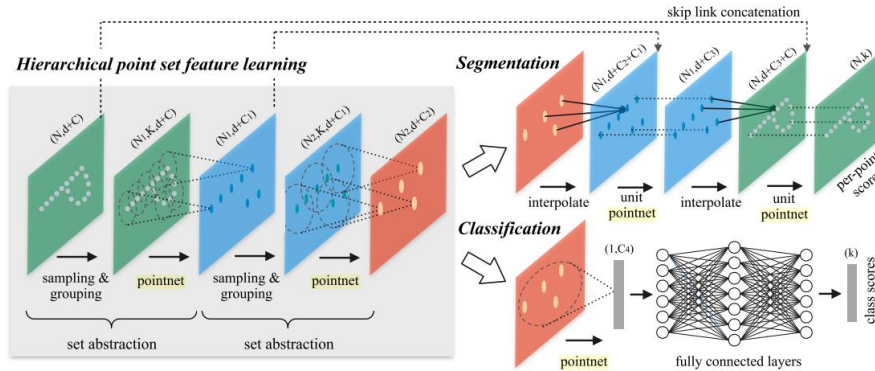 skip link concatenation
Hierarchical point set feature learning
(N,d+C)
(N1,K,d+C)
(N1,d+C1)
(N2,K,d+C1)
(N2,d+C2)
sampling &
grouping
pointnet
sampling &
grouping
pointnet
set abstraction
set abstraction
Segmentation
(N1,d+C2+C1)
(N1,d+C3)
(N,d+C3+C)
(N,k)
interpolate
unit
pointnet
interpolate
unit
pointnet
per-point
scores
Classification
(1,C4)
(k)
pointnet
fully connected layers
class scores